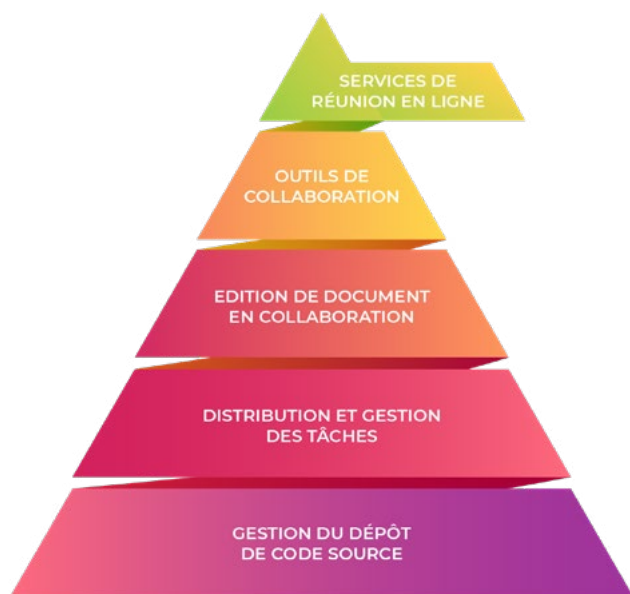 SERVICES DE
RÉUNION EN LIGNE
OUTILS DE
COLLABORATION
EDITION DE DOCUMENT
EN COLLABORATION
DISTRIBUTION ET GESTION
DES TÂCHES
GESTION DU DÉPÔT
DE CODE SOURCE